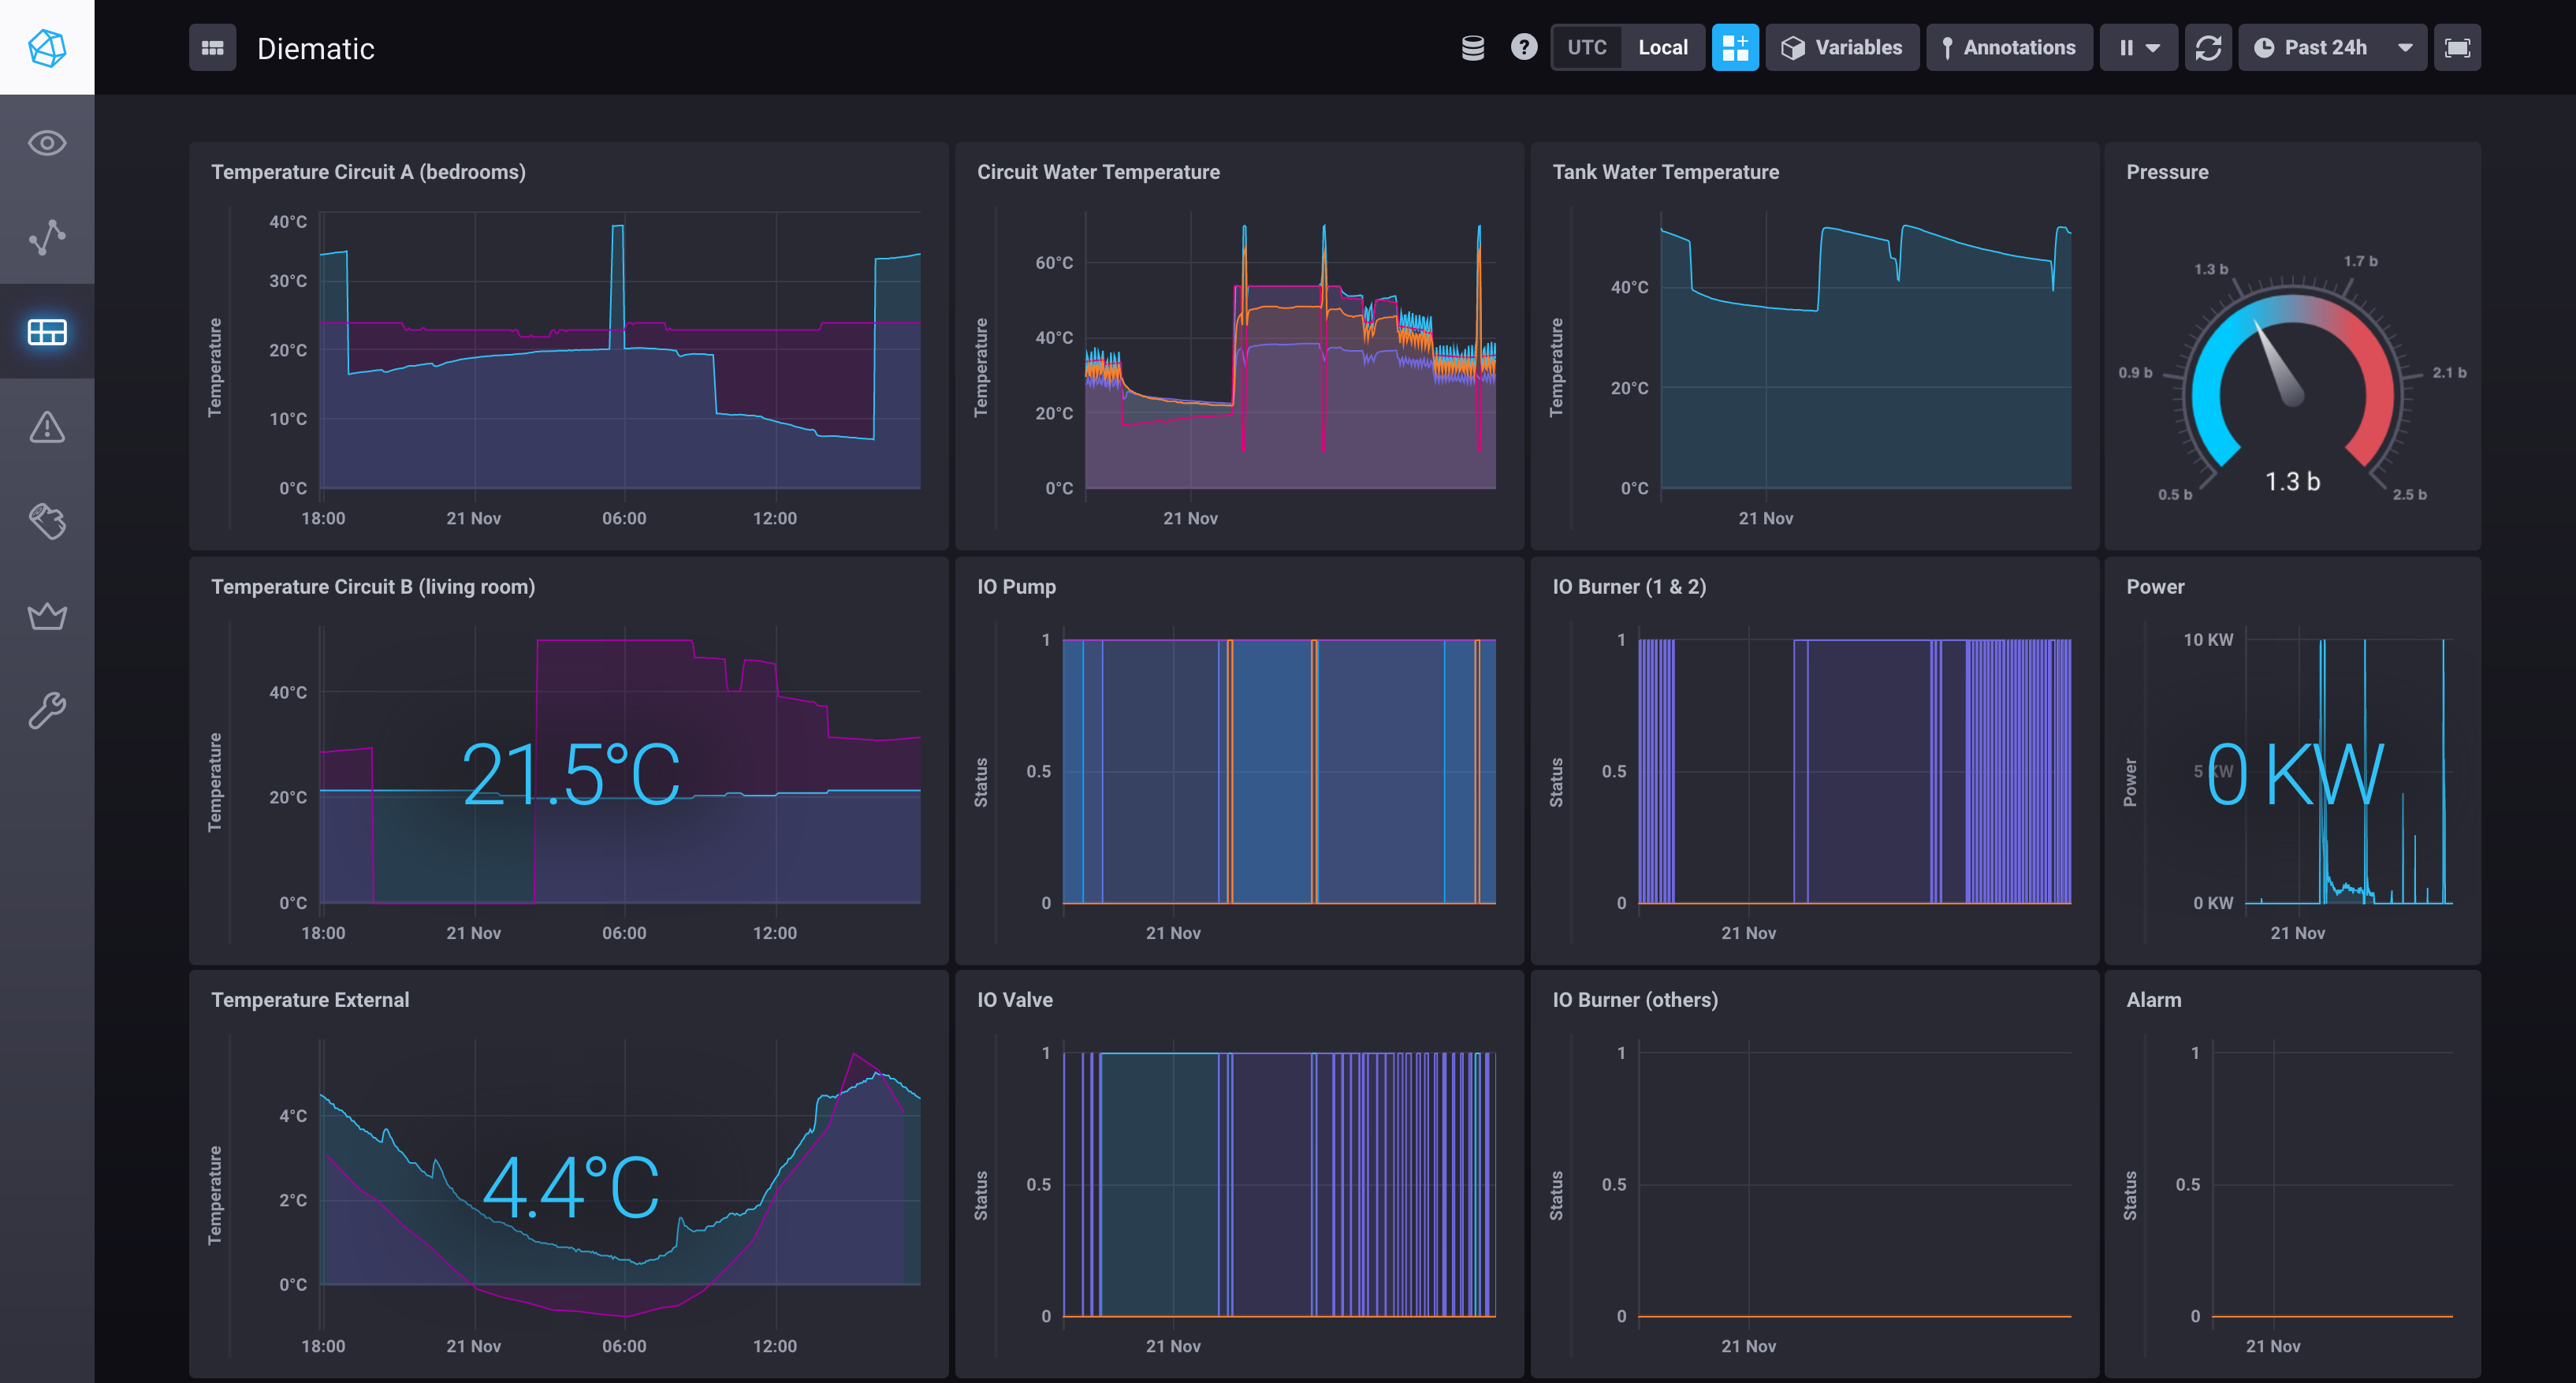 Diematic
UTC Local Variables Annotations Past 24h
Temperature Circuit A (bedrooms)
Temperature
40°C
30°C
20°C
10°C
0°C
18:00 21 Nov 06:00 12:00
Circuit Water Temperature
Temperature
60°C
40°C
20°C
0°C
21 Nov
Tank Water Temperature
Temperature
40°C
20°C
0°C
21 Nov
Pressure
1.3 b 1.7 b
0.9 b 2.1 b
0.5 b 2.5 b
1.3 b
Temperature Circuit B (living room)
Temperature
40°C
20°C
0°C
21.5°C
18:00 21 Nov 06:00 12:00
IO Pump
Status
1
0.5
0
21 Nov
IO Burner (1 & 2)
Status
1
0.5
0
21 Nov
Power
Power
10 KW
5 KW
0 KW
0 KW
21 Nov
Temperature External
Temperature
4°C
2°C
0°C
4.4°C
18:00 21 Nov 06:00 12:00
IO Valve
Status
1
0.5
0
21 Nov
IO Burner (others)
Status
1
0.5
0
21 Nov
Alarm
Status
1
0.5
0
21 Nov